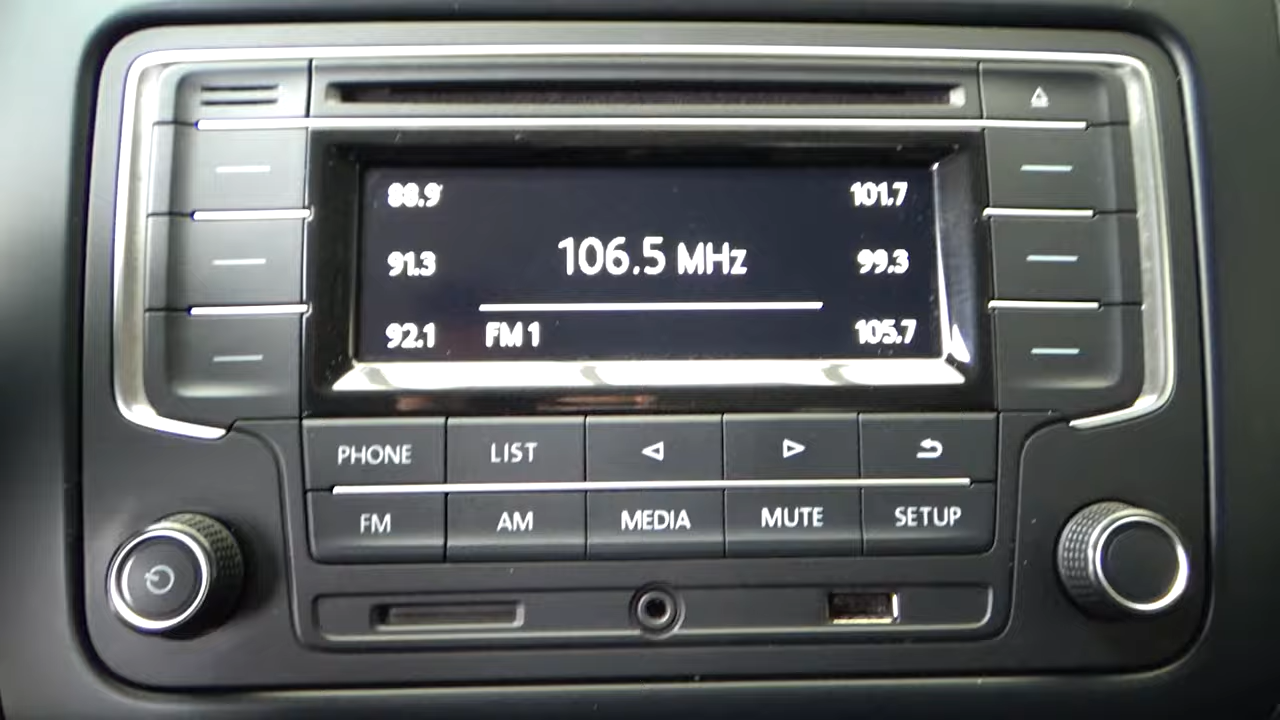 88.9 101.7
106.5 MHz
91.3 99.3
92.1 FM 1 105.7
PHONE LIST
FM AM MEDIA MUTE SETUP